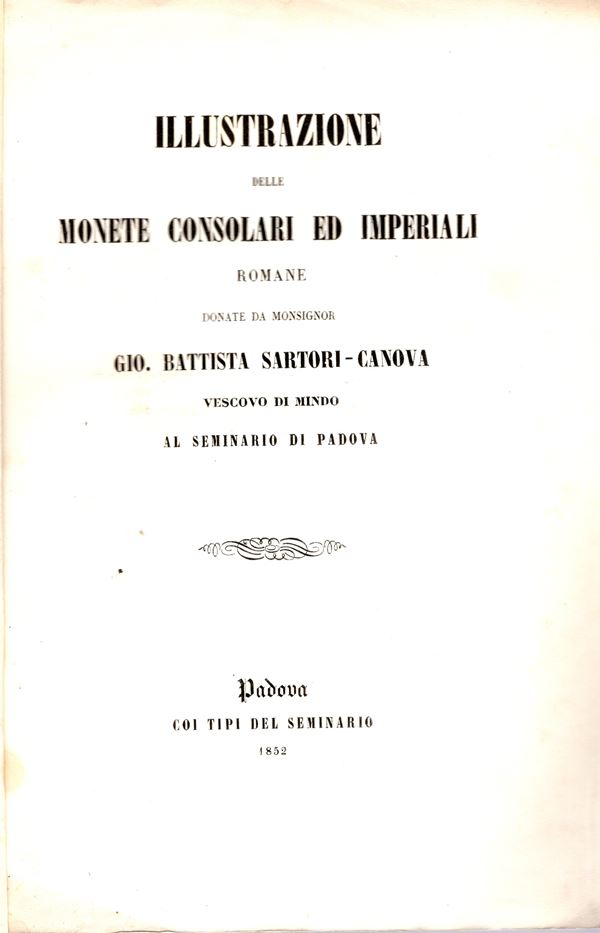 ILLUSTRAZIONE
DELLE
MONETE CONSOLARI ED IMPERIALI
ROMANE
DONATE DA MONSIGNOR
GIO. BATTISTA SARTORI-CANOVA
VESCOVO DI MINDO
AL SEMINARIO DI PADOVA
Padova
COI TIPI DEL SEMINARIO
1852